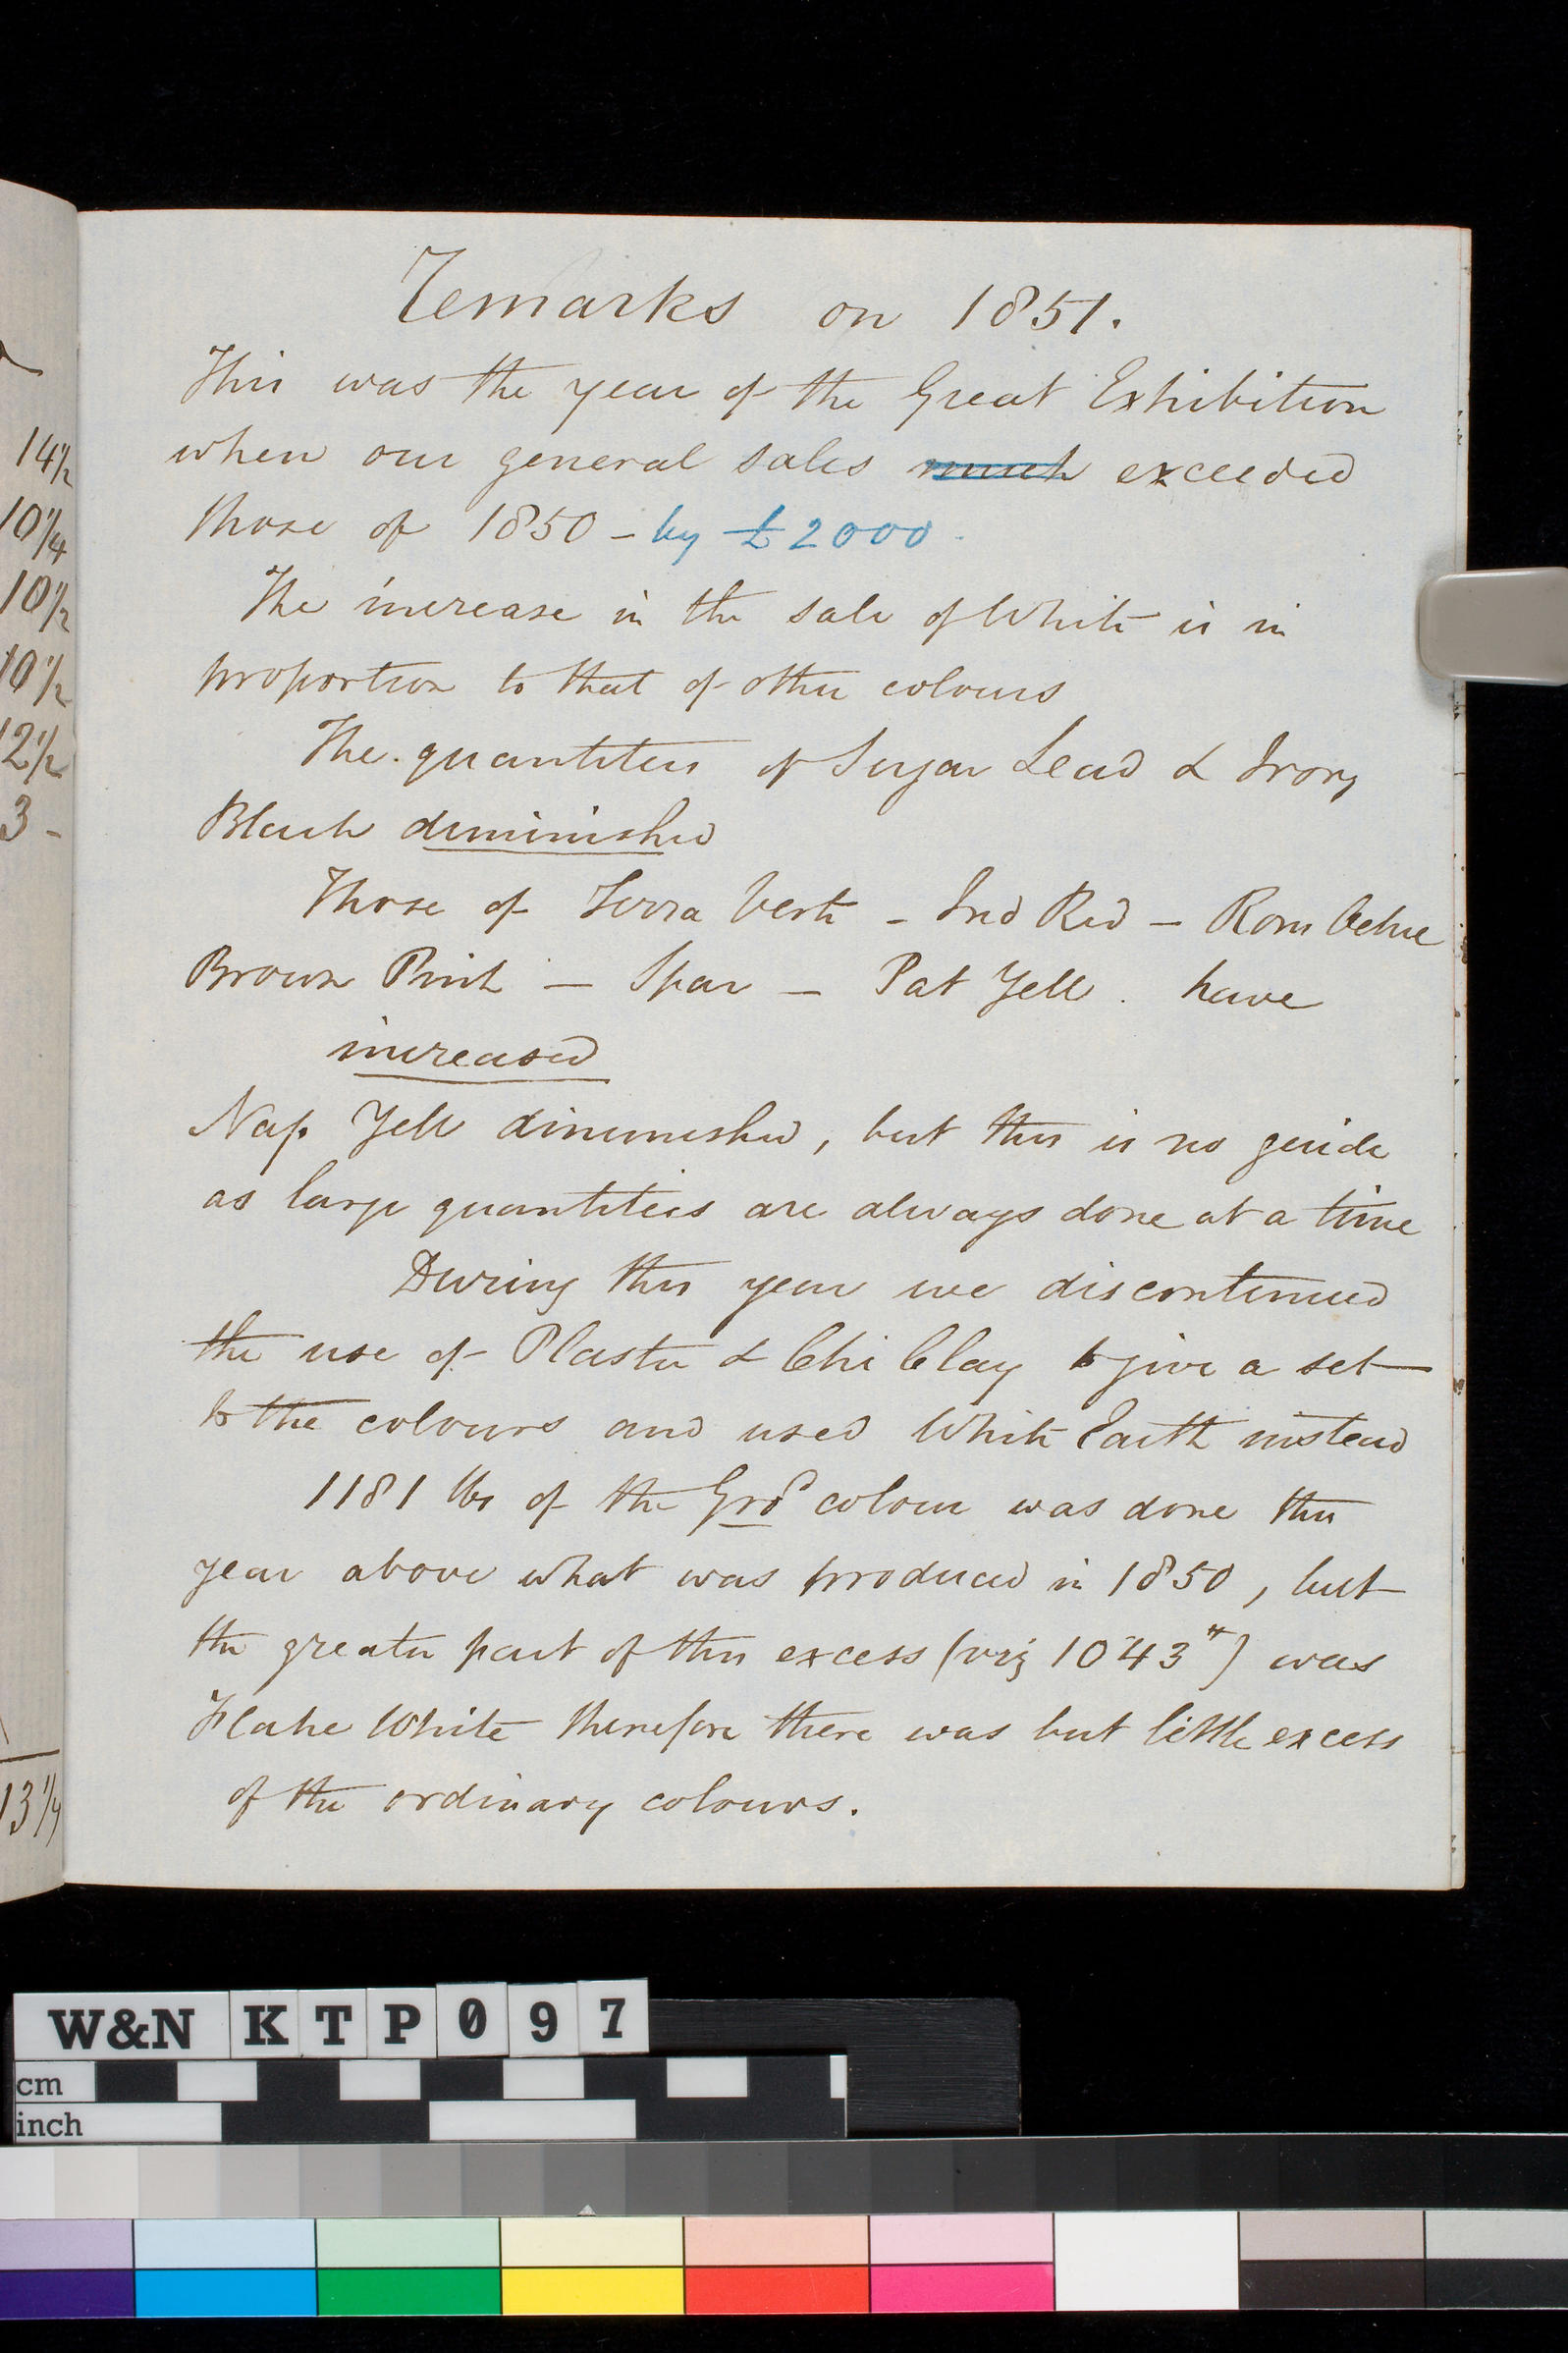 Remarks on 1851.
This was the year of the Great Exhibition
when our general sales much exceeded
those of 1850 - by £2000.
The increase in the sale of White is in
proportion to that of other colours
The quantities of Sugar Lead & Ivory
Black diminished
Those of Terra Vert - Ind Red - Rom Ochre
Brown Pink - Spar - Pat Yell. have
increased
Nap Yell diminished, but this is no guide
as large quantities are always done at a time
During this year we discontinued
the use of Plaster & Chi Clay to give a set
to the colours and used White Earth instead
1181 lbs of the Grd colour was done this
year above what was produced in 1850, but
the greater part of this excess (viz 1043#) was
Flake White therefore there was but little excess
of the ordinary colours.
14½
10¼
10½
10½
12½
3 -
13¼
W&N KTP097
cm
inch